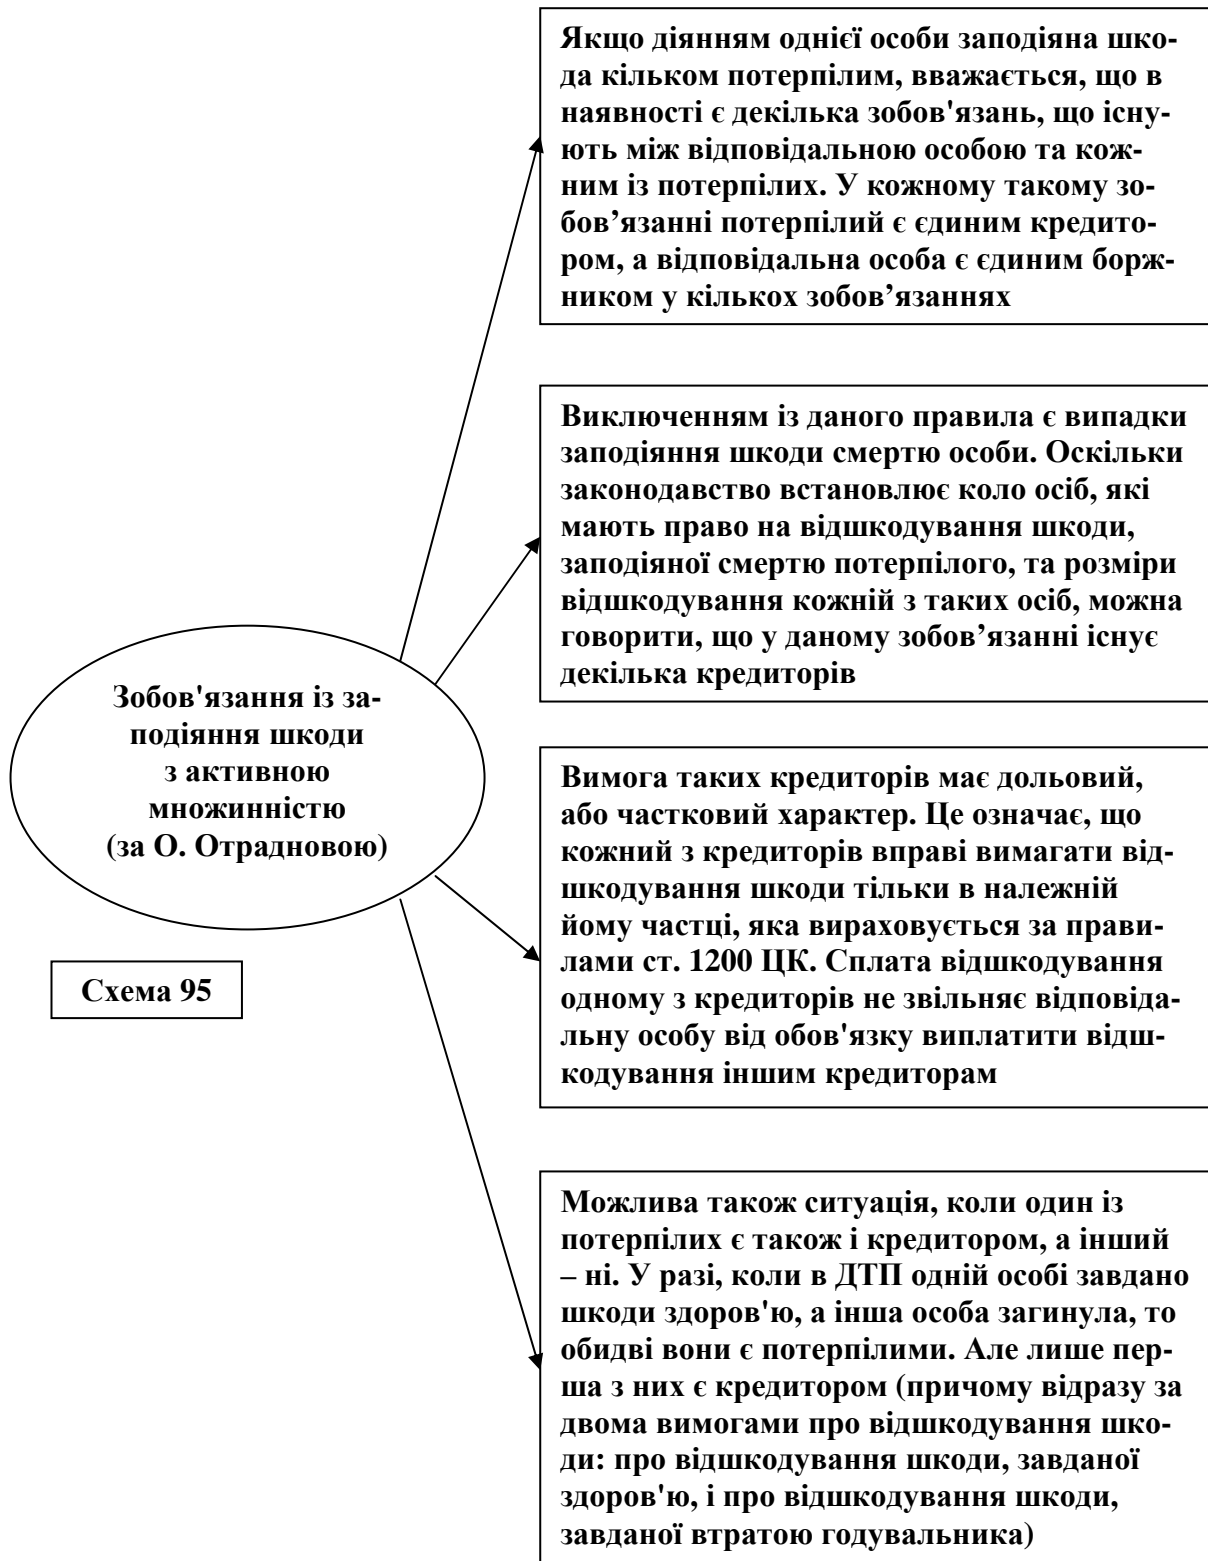 Якщо діянням однієї особи заподіяна шко-
да кільком потерпілим, вважається, що в
наявності є декілька зобов'язань, що існу-
ють між відповідальною особою та кож-
ним із потерпілих. У кожному такому зо-
бов’язанні потерпілий є єдиним кредито-
ром, а відповідальна особа є єдиним борж-
ником у кількох зобов’язаннях
Виключенням із даного правила є випадки
заподіяння шкоди смертю особи. Оскільки
законодавство встановлює коло осіб, які
мають право на відшкодування шкоди,
заподіяної смертю потерпілого, та розміри
відшкодування кожній з таких осіб, можна
говорити, що у даному зобов’язанні існує
декілька кредиторів
Зобов'язання із за-
подіяння шкоди
з активною
множинністю
(за О. Отрадновою)
Вимога таких кредиторів має дольовий,
або частковий характер. Це означає, що
кожний з кредиторів вправі вимагати від-
шкодування шкоди тільки в належній
йому частці, яка вираховується за прави-
лами ст. 1200 ЦК. Сплата відшкодування
одному з кредиторів не звільняє відповіда-
льну особу від обов'язку виплатити відш-
кодування іншим кредиторам
Схема 95
Можлива також ситуація, коли один із
потерпілих є також і кредитором, а інший
– ні. У разі, коли в ДТП одній особі завдано
шкоди здоров'ю, а інша особа загинула, то
обидві вони є потерпілими. Але лише пер-
ша з них є кредитором (причому відразу за
двома вимогами про відшкодування шко-
ди: про відшкодування шкоди, завданої
здоров'ю, і про відшкодування шкоди,
завданої втратою годувальника)